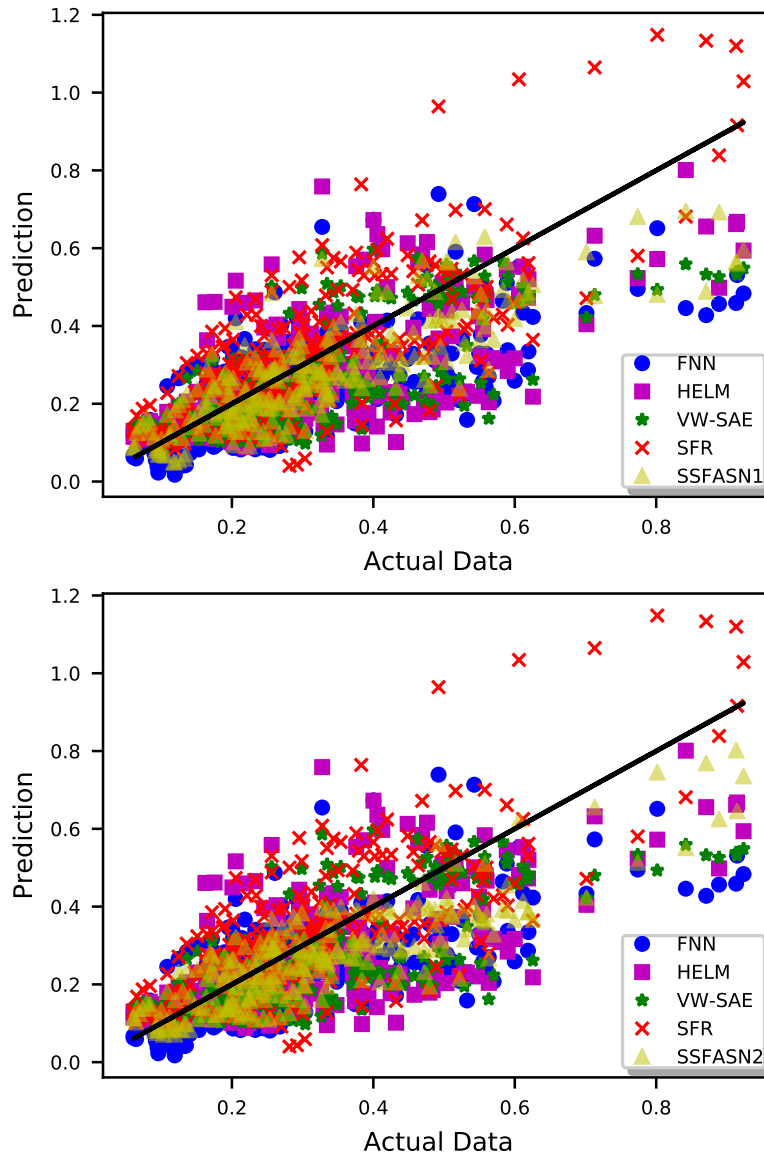 1.2
1.0
0.8
0.6
0.4
0.2
0.0
Prediction
FNN
HELM
VW-SAE
SFR
SSFASN1
0.2 0.4 0.6 0.8
Actual Data
1.2
1.0
0.8
0.6
0.4
0.2
0.0
Prediction
FNN
HELM
VW-SAE
SFR
SSFASN2
0.2 0.4 0.6 0.8
Actual Data